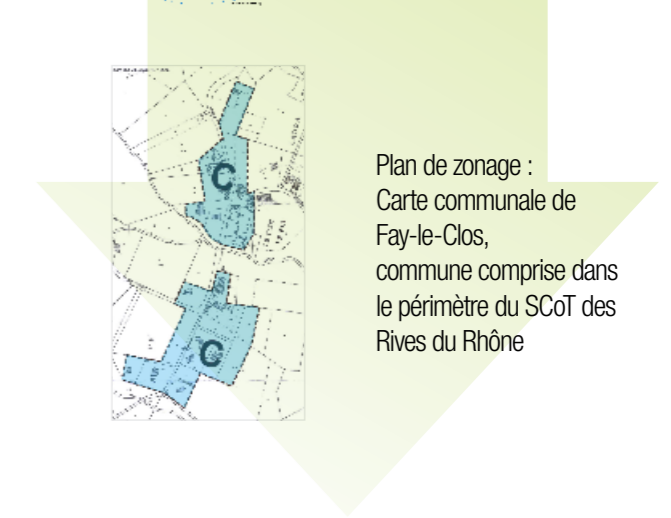 C
C
Plan de zonage :
Carte communale de
Fay-le-Clos,
commune comprise dans
le périmètre du SCoT des
Rives du Rhône